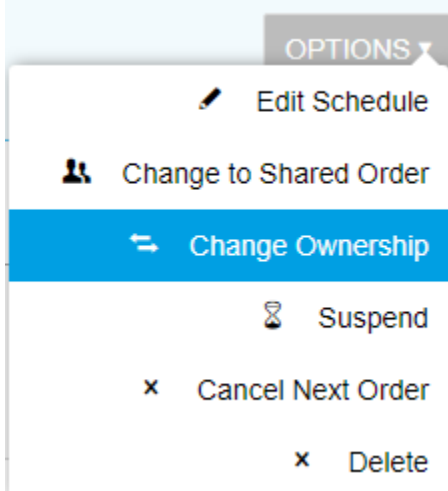 OPTIONS
Edit Schedule
Change to Shared Order
Change Ownership
Suspend
Cancel Next Order
Delete